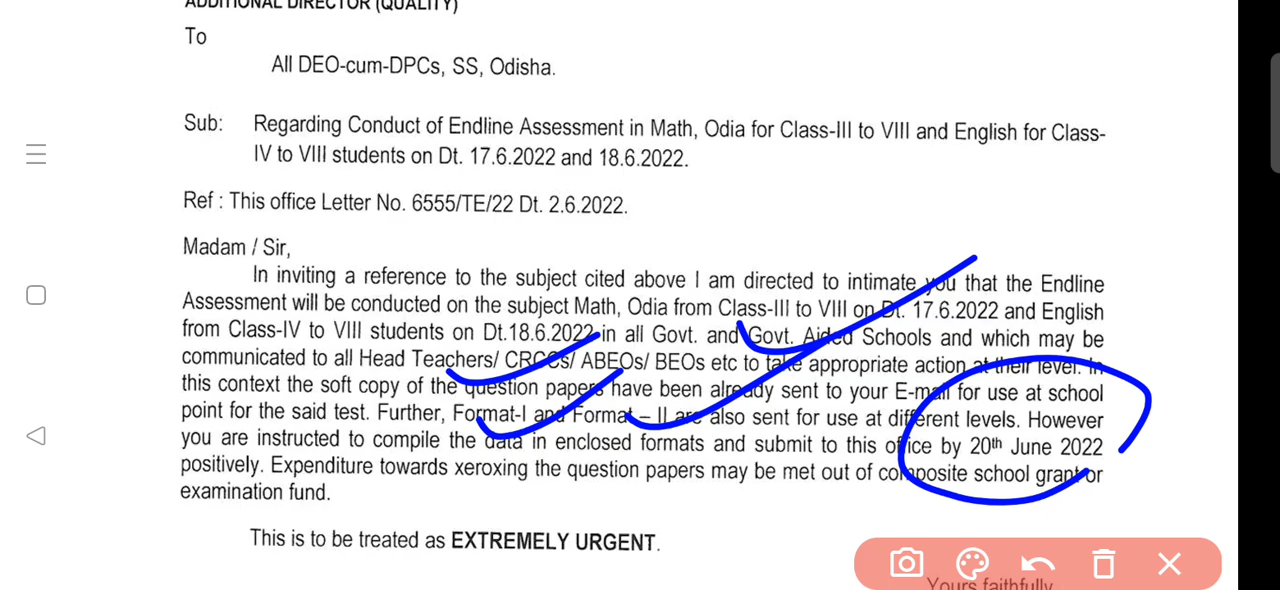 ADDITIONAL DIRECTOR (QUALITY)
To
All DEO-cum-DPCs, SS, Odisha.
Sub: Regarding Conduct of Endline Assessment in Math, Odia for Class-III to VIII and English for Class-
IV to VIII students on Dt. 17.6.2022 and 18.6.2022.
Ref : This office Letter No. 6555/TE/22 Dt. 2.6.2022.
Madam / Sir,
In inviting a reference to the subject cited above I am directed to intimate you that the Endline
Assessment will be conducted on the subject Math, Odia from Class-III to VIII on Dt. 17.6.2022 and English
from Class-IV to VIII students on Dt.18.6.2022 in all Govt. and Govt. Aided Schools and which may be
communicated to all Head Teachers/ CRCCs/ ABEOs/ BEOs etc to take appropriate action at their level. In
this context the soft copy of the question papers have been already sent to your E-mail for use at school
point for the said test. Further, Format-I and Format – II are also sent for use at different levels. However
you are instructed to compile the data in enclosed formats and submit to this office by 20th June 2022
positively. Expenditure towards xeroxing the question papers may be met out of composite school grant or
examination fund.
This is to be treated as EXTREMELY URGENT.
Yours faithfully